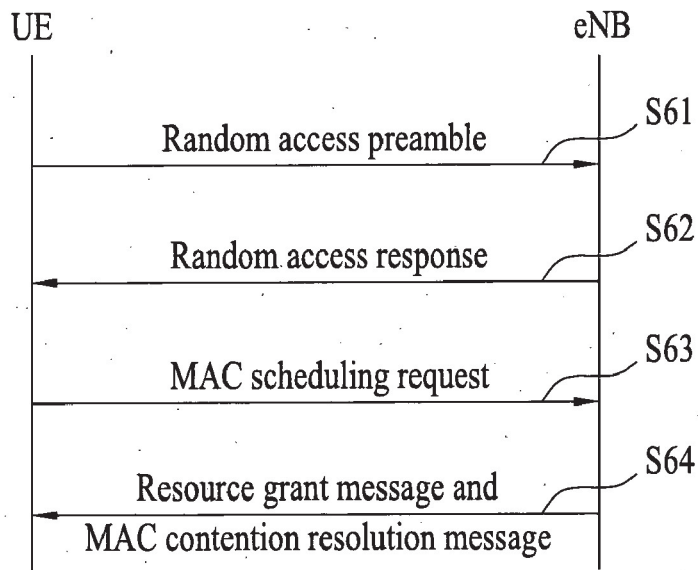 UE
eNB
S61
Random access preamble
S62
Random access response
S63
MAC scheduling request
S64
Resource grant message and
MAC contention resolution message